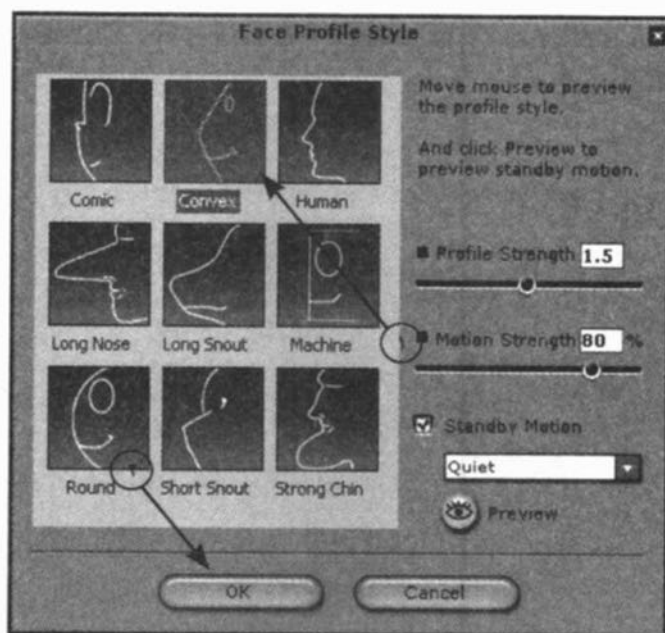 Face Profile Style
Move mouse to preview
the profile style.
And click Preview to
preview standby motion.
Comic
Convex
Human
Long Nose
Long Snout
Machine
Round
Short Snout
Strong Chin
Profile Strength 1.5
۱
Motion Strength 80 %
Standby Motion
Quiet
Preview
۲
OK
Cancel